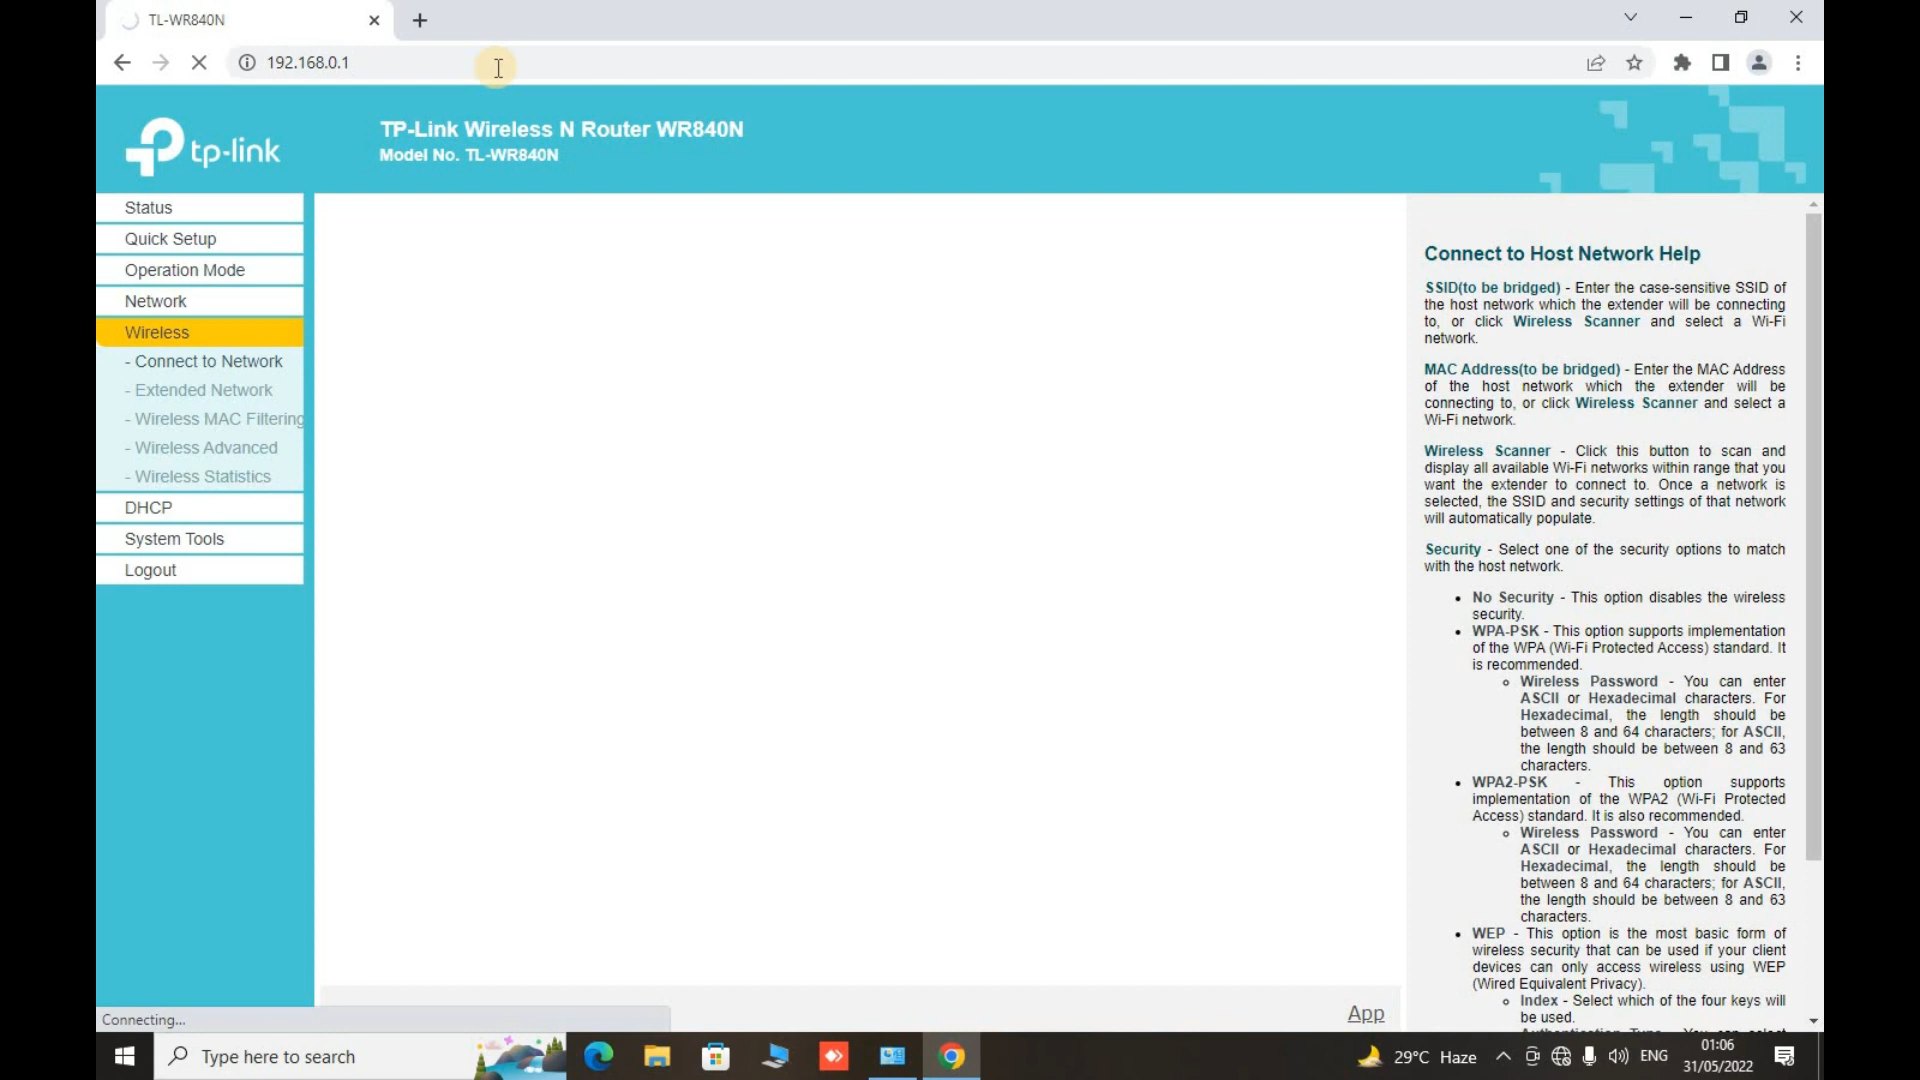 TL-WR840N
192.168.0.1
tp-link
TP-Link Wireless N Router WR840N
Model No. TL-WR840N
Status
Quick Setup
Operation Mode
Network
Wireless
- Connect to Network
- Extended Network
- Wireless MAC Filtering
- Wireless Advanced
- Wireless Statistics
DHCP
System Tools
Logout
Connect to Host Network Help
SSID(to be bridged) - Enter the case-sensitive SSID of
the host network which the extender will be connecting
to, or click Wireless Scanner and select a Wi-Fi
network.
MAC Address(to be bridged) - Enter the MAC Address
of the host network which the extender will be
connecting to, or click Wireless Scanner and select a
Wi-Fi network.
Wireless Scanner - Click this button to scan and
display all available Wi-Fi networks within range that you
want the extender to connect to. Once a network is
selected, the SSID and security settings of that network
will automatically populate.
Security - Select one of the security options to match
with the host network.
• No Security - This option disables the wireless
security.
• WPA-PSK - This option supports implementation
of the WPA (Wi-Fi Protected Access) standard. It
is recommended.
○ Wireless Password - You can enter
ASCII or Hexadecimal characters. For
Hexadecimal, the length should be
between 8 and 64 characters; for ASCII,
the length should be between 8 and 63
characters.
• WPA2-PSK - This option supports
implementation of the WPA2 (Wi-Fi Protected
Access) standard. It is also recommended.
○ Wireless Password - You can enter
ASCII or Hexadecimal characters. For
Hexadecimal, the length should be
between 8 and 64 characters; for ASCII,
the length should be between 8 and 63
characters.
• WEP - This option is the most basic form of
wireless security that can be used if your client
devices can only access wireless using WEP
(Wired Equivalent Privacy).
○ Index - Select which of the four keys will
be used.
App
Connecting...
Type here to search
29°C Haze
ENG
01:06
31/05/2022